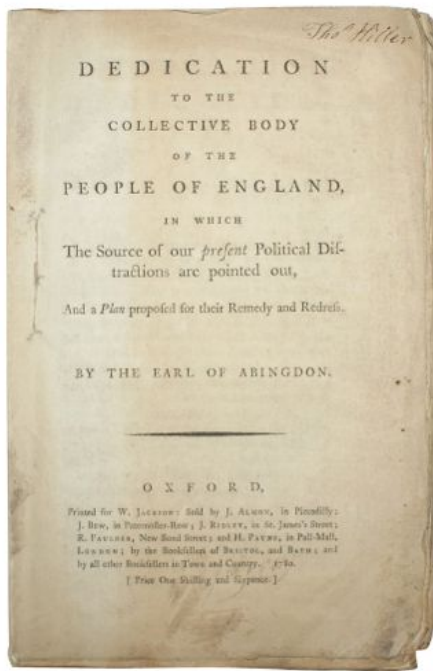 Thoˢ Hiller
DEDICATION
TO THE
COLLECTIVE BODY
OF THE
PEOPLE OF ENGLAND,
IN WHICH
The Source of our preſent Political Diſ-
tractions are pointed out,
And a Plan propoſed for their Remedy and Redreſs.
BY THE EARL OF ABINGDON.
OXFORD,
Printed for W. JACKSON: Sold by J. ALMON, in Piccadilly;
J. BEW, in Paternoſter-Row; J. RIDLEY, in St. James's Street;
R. FAULDER, New Bond Street; and H. PAYNE, in Pall-Mall,
LONDON; by the Bookſellers of BRISTOL, and BATH; and
by all other Bookſellers in Town and Country. 1780.
[Price One Shilling and Sixpence.]